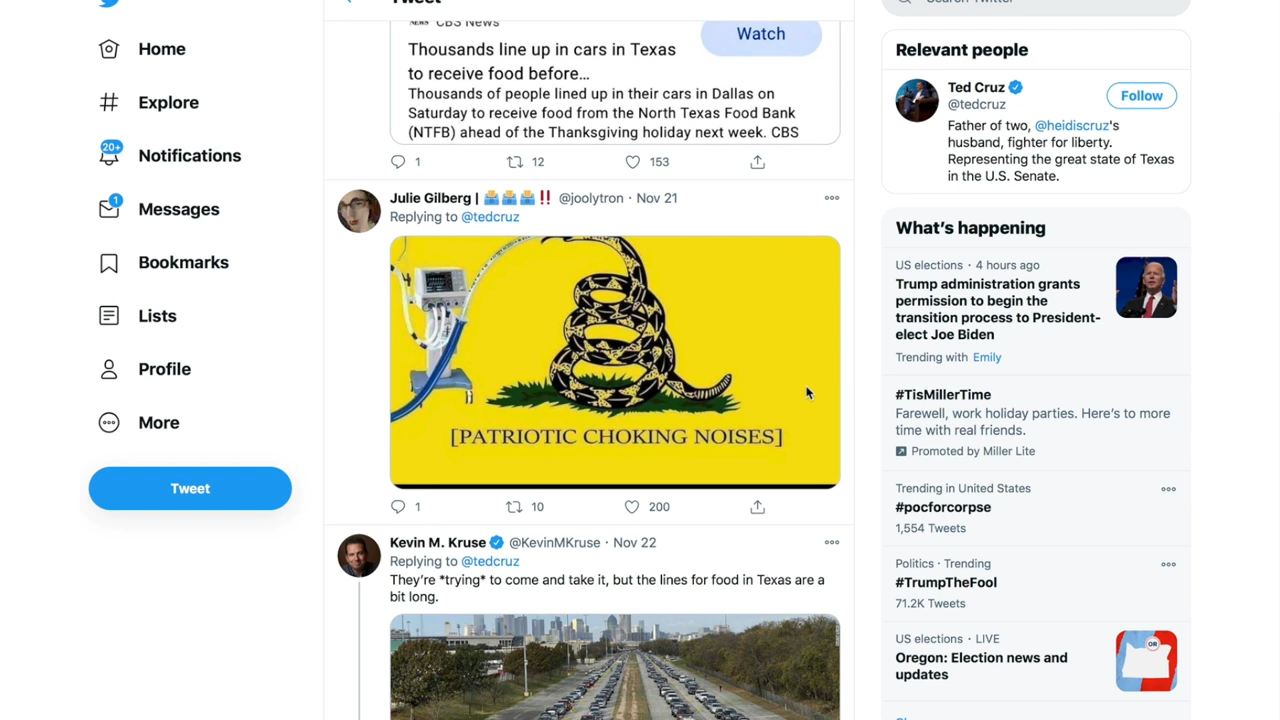 Home
Explore
20+
Notifications
1
Messages
Bookmarks
Lists
Profile
More
Tweet
Tweet
NEWS CBS News
Thousands line up in cars in Texas
to receive food before…
Watch
Thousands of people lined up in their cars in Dallas on
Saturday to receive food from the North Texas Food Bank
(NTFB) ahead of the Thanksgiving holiday next week. CBS
1 12 153
Julie Gilberg | 🗳️🗳️🗳️‼️ @joolytron · Nov 21
Replying to @tedcruz
[PATRIOTIC CHOKING NOISES]
1 10 200
Kevin M. Kruse @KevinMKruse · Nov 22
Replying to @tedcruz
They're *trying* to come and take it, but the lines for food in Texas are a
bit long.
Search Twitter
Relevant people
Ted Cruz
@tedcruz
Follow
Father of two, @heidiscruz's
husband, fighter for liberty.
Representing the great state of Texas
in the U.S. Senate.
What's happening
US elections · 4 hours ago
Trump administration grants
permission to begin the
transition process to President-
elect Joe Biden
Trending with Emily
#TisMillerTime
Farewell, work holiday parties. Here's to more
time with real friends.
Promoted by Miller Lite
Trending in United States
#pocforcorpse
1,554 Tweets
Politics · Trending
#TrumpTheFool
71.2K Tweets
US elections · LIVE
Oregon: Election news and
updates
OR